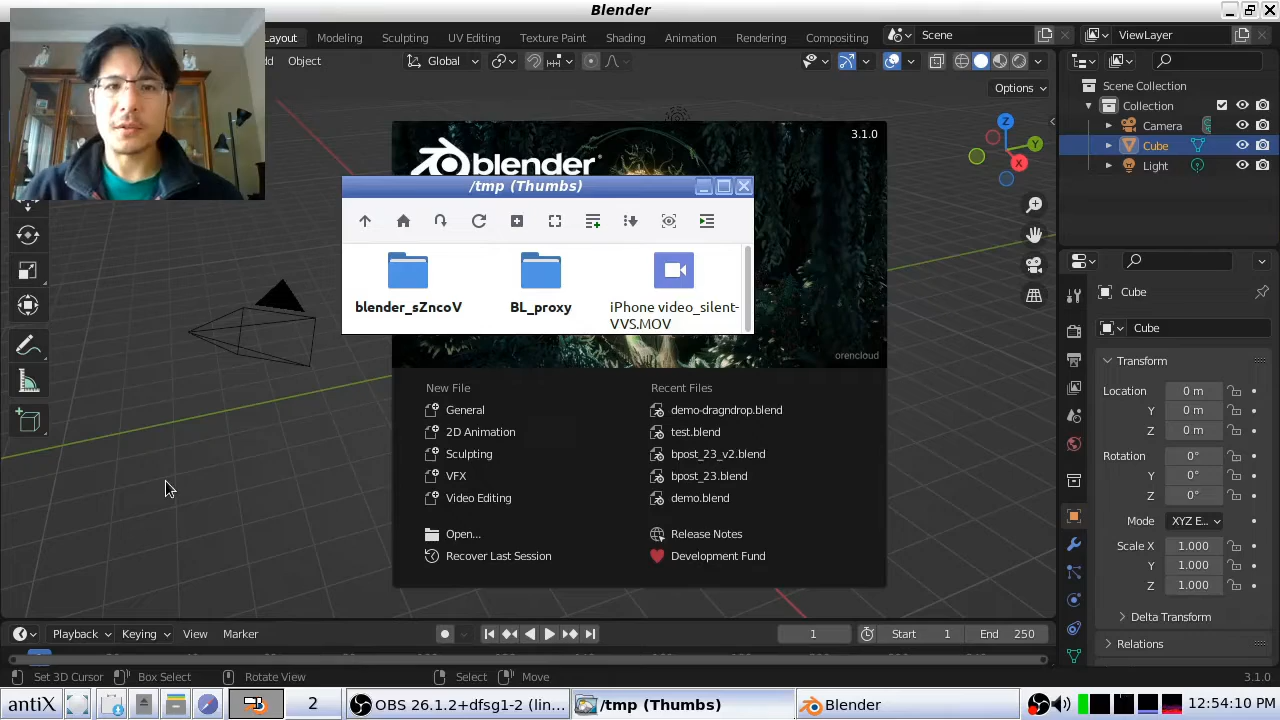 Blender
Layout Modeling Sculpting UV Editing Texture Paint Shading Animation Rendering Compositing Scene ViewLayer
Object Global
Options
Scene Collection
Collection
Camera
Cube
Light
Z
Y
X
3.1.0
blender
/tmp (Thumbs)
blender_sZncoV BL_proxy iPhone video_silent-
VVS.MOV
orencloud
New File
General
2D Animation
Sculpting
VFX
Video Editing
Open...
Recover Last Session
Recent Files
demo-dragndrop.blend
test.blend
bpost_23_v2.blend
bpost_23.blend
demo.blend
Release Notes
Development Fund
Cube
Cube
Transform
Location 0 m
Y 0 m
Z 0 m
Rotation 0°
Y 0°
Z 0°
Mode XYZ E...
Scale X 1.000
Y 1.000
Z 1.000
Delta Transform
Relations
Playback Keying View Marker 1 Start 1 End 250
Set 3D Cursor Box Select Rotate View Select Move 3.1.0
antiX 2 OBS 26.1.2+dfsg1-2 (lin... /tmp (Thumbs) Blender 12:54:10 PM